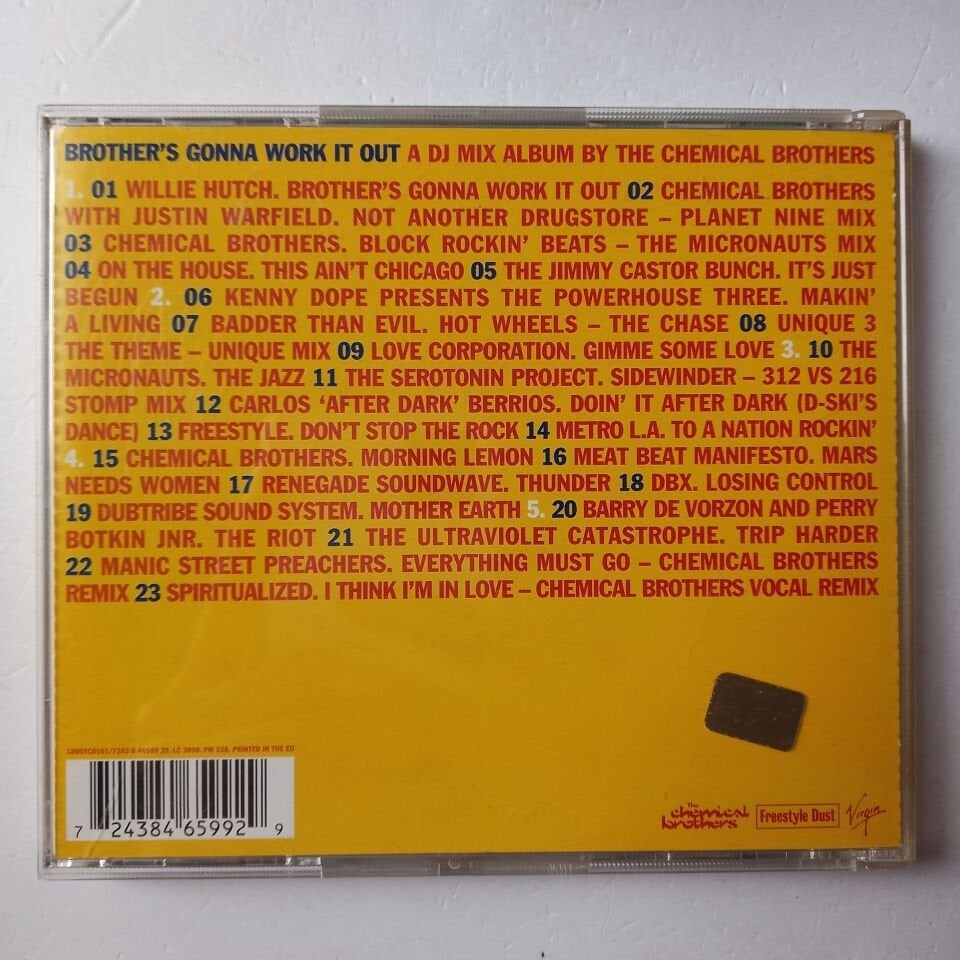 BROTHER'S GONNA WORK IT OUT A DJ MIX ALBUM BY THE CHEMICAL BROTHERS
1. 01 WILLIE HUTCH. BROTHER'S GONNA WORK IT OUT 02 CHEMICAL BROTHERS
WITH JUSTIN WARFIELD. NOT ANOTHER DRUGSTORE – PLANET NINE MIX
03 CHEMICAL BROTHERS. BLOCK ROCKIN' BEATS – THE MICRONAUTS MIX
04 ON THE HOUSE. THIS AIN'T CHICAGO 05 THE JIMMY CASTOR BUNCH. IT'S JUST
BEGUN 2. 06 KENNY DOPE PRESENTS THE POWERHOUSE THREE. MAKIN'
A LIVING 07 BADDER THAN EVIL. HOT WHEELS – THE CHASE 08 UNIQUE 3
THE THEME – UNIQUE MIX 09 LOVE CORPORATION. GIMME SOME LOVE 3. 10 THE
MICRONAUTS. THE JAZZ 11 THE SEROTONIN PROJECT. SIDEWINDER – 312 VS 216
STOMP MIX 12 CARLOS 'AFTER DARK' BERRIOS. DOIN' IT AFTER DARK (D-SKI'S
DANCE) 13 FREESTYLE. DON'T STOP THE ROCK 14 METRO L.A. TO A NATION ROCKIN'
4. 15 CHEMICAL BROTHERS. MORNING LEMON 16 MEAT BEAT MANIFESTO. MARS
NEEDS WOMEN 17 RENEGADE SOUNDWAVE. THUNDER 18 DBX. LOSING CONTROL
19 DUBTRIBE SOUND SYSTEM. MOTHER EARTH 5. 20 BARRY DE VORZON AND PERRY
BOTKIN JNR. THE RIOT 21 THE ULTRAVIOLET CATASTROPHE. TRIP HARDER
22 MANIC STREET PREACHERS. EVERYTHING MUST GO – CHEMICAL BROTHERS
REMIX 23 SPIRITUALIZED. I THINK I'M IN LOVE – CHEMICAL BROTHERS VOCAL REMIX
LC 3098. PM 538. PRINTED IN THE EU
7 24384 65992 9
The
chemical
brothers
Freestyle Dust
Virgin